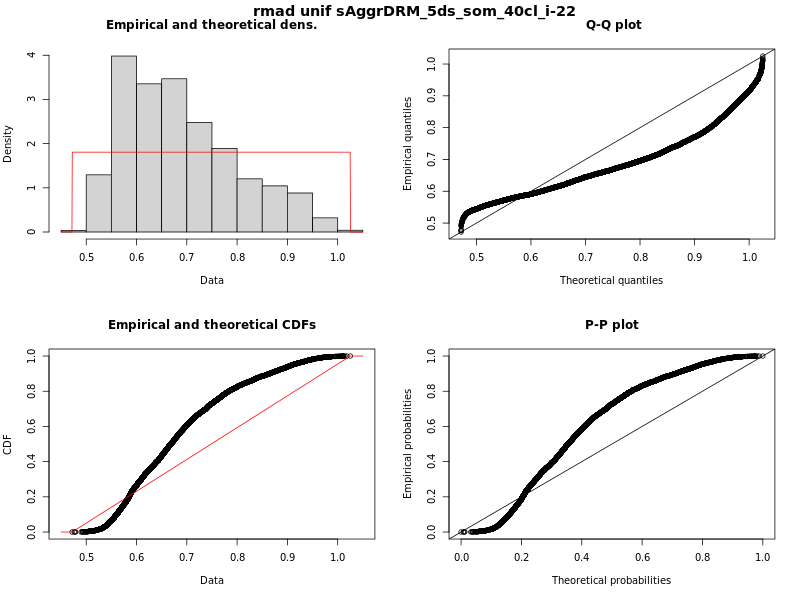 rmad unif sAggrDRM_5ds_som_40cl_i-22
Empirical and theoretical dens.
Density
0 1 2 3 4
0.5 0.6 0.7 0.8 0.9 1.0
Data
Q-Q plot
Empirical quantiles
0.5 0.6 0.7 0.8 0.9 1.0
0.5 0.6 0.7 0.8 0.9 1.0
Theoretical quantiles
Empirical and theoretical CDFs
CDF
0.0 0.2 0.4 0.6 0.8 1.0
0.5 0.6 0.7 0.8 0.9 1.0
Data
P-P plot
Empirical probabilities
0.0 0.2 0.4 0.6 0.8 1.0
0.0 0.2 0.4 0.6 0.8 1.0
Theoretical probabilities